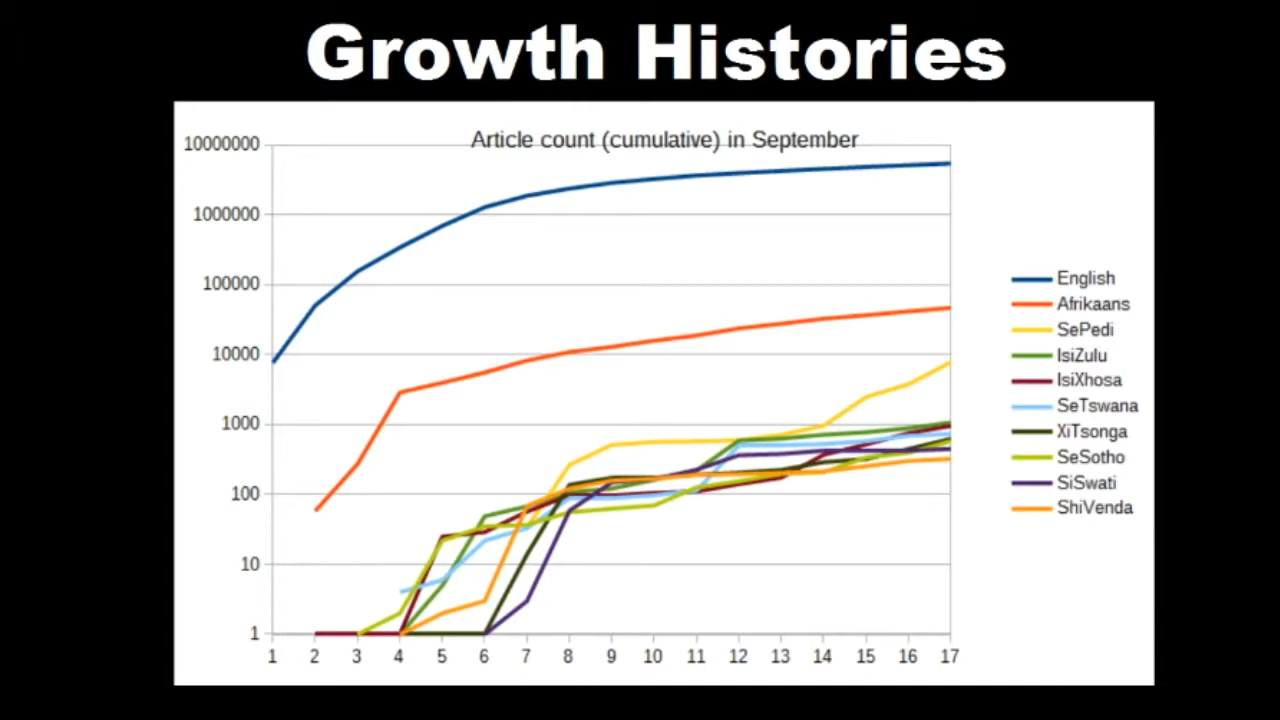 Growth Histories
Article count (cumulative) in September
10000000
1000000
100000
10000
1000
100
10
1
1 2 3 4 5 6 7 8 9 10 11 12 13 14 15 16 17
English
Afrikaans
SePedi
IsiZulu
IsiXhosa
SeTswana
XiTsonga
SeSotho
SiSwati
ShiVenda